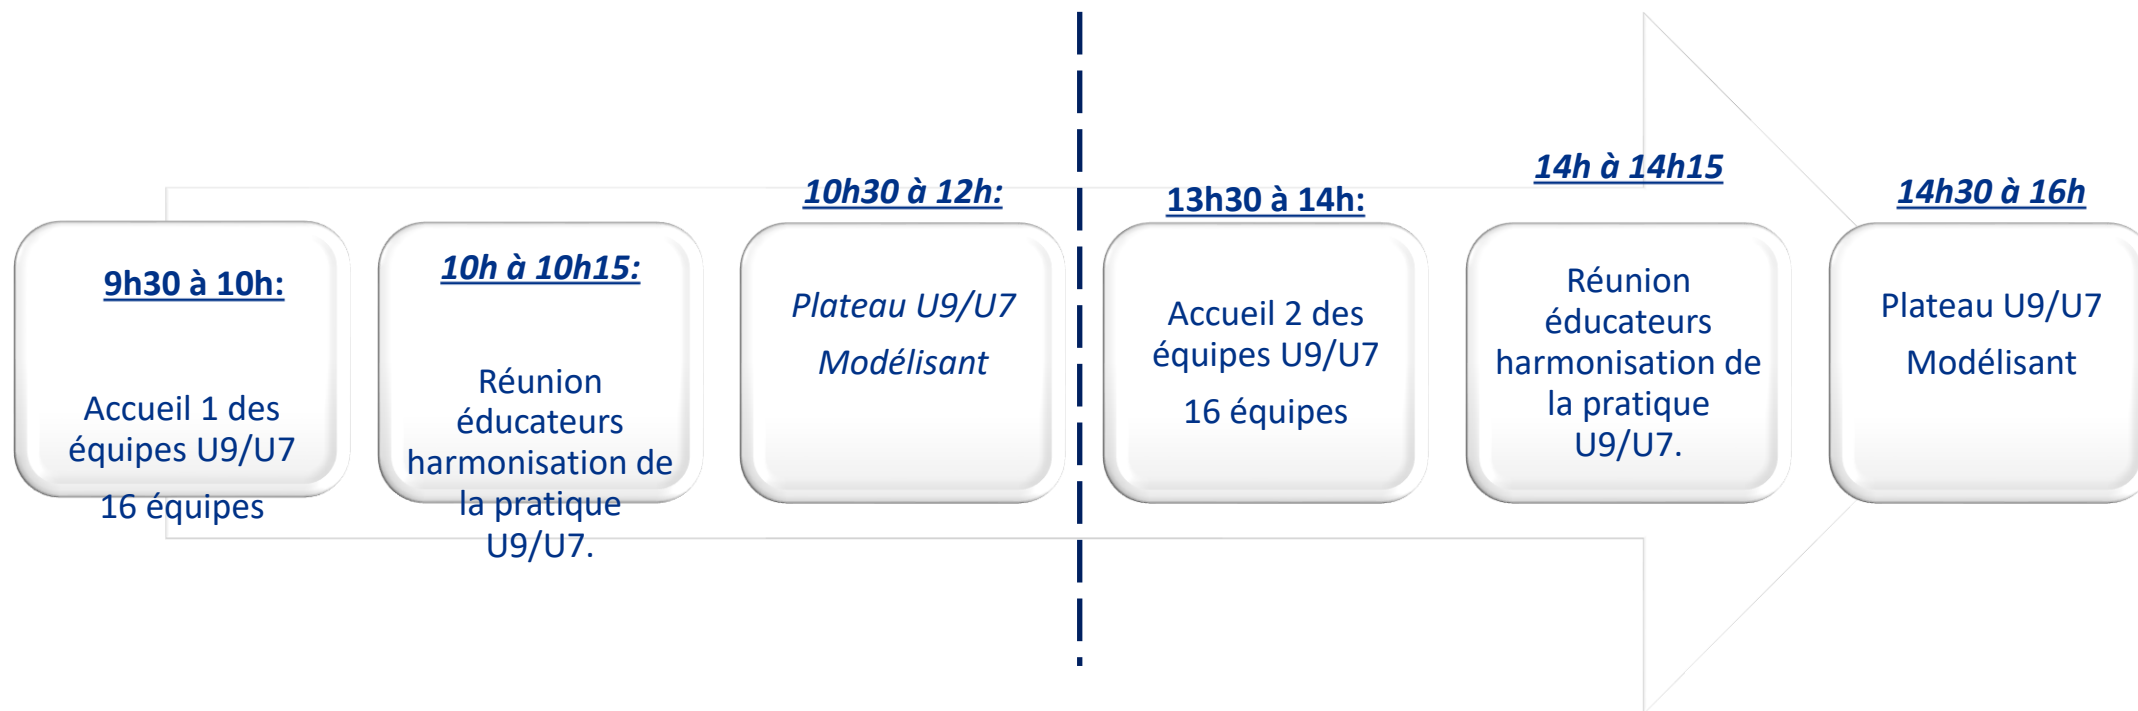 9h30 à 10h:
Accueil 1 des
équipes U9/U7
16 équipes
10h à 10h15:
Réunion
éducateurs
harmonisation de
la pratique
U9/U7.
10h30 à 12h:
Plateau U9/U7
Modélisant
13h30 à 14h:
Accueil 2 des
équipes U9/U7
16 équipes
14h à 14h15
Réunion
éducateurs
harmonisation de
la pratique
U9/U7.
14h30 à 16h
Plateau U9/U7
Modélisant